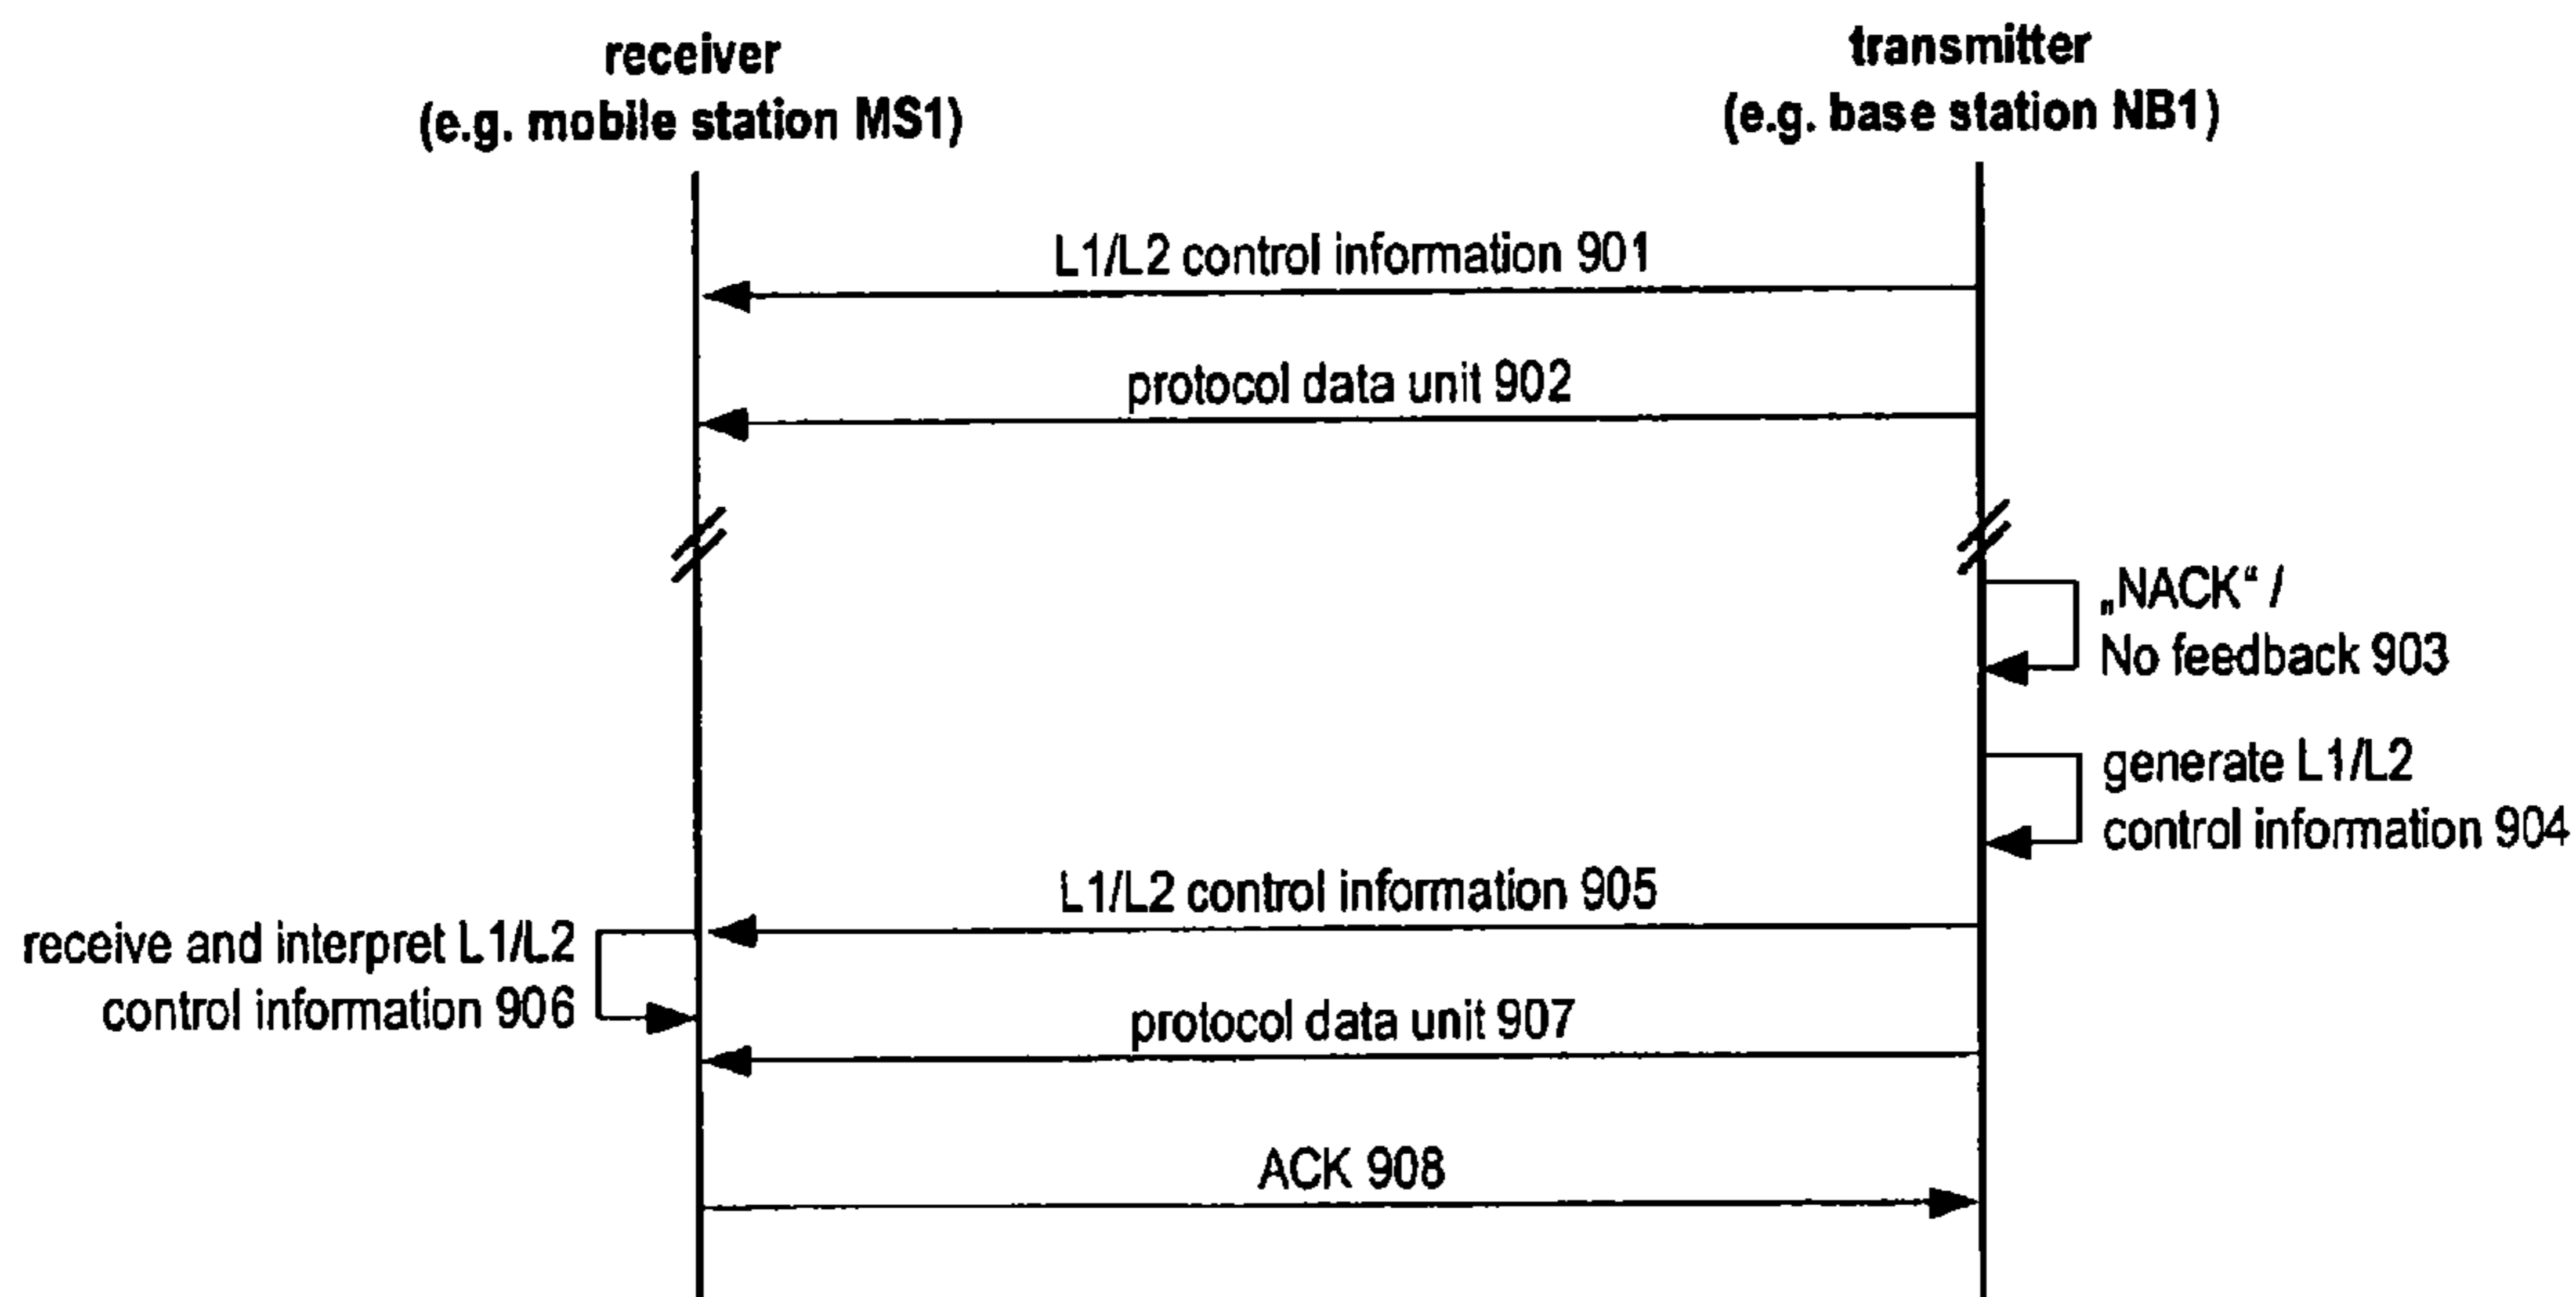 receiver
(e.g. mobile station MS1)
transmitter
(e.g. base station NB1)
L1/L2 control information 901
protocol data unit 902
„NACK“ /
No feedback 903
generate L1/L2
control information 904
L1/L2 control information 905
receive and interpret L1/L2
control information 906
protocol data unit 907
ACK 908